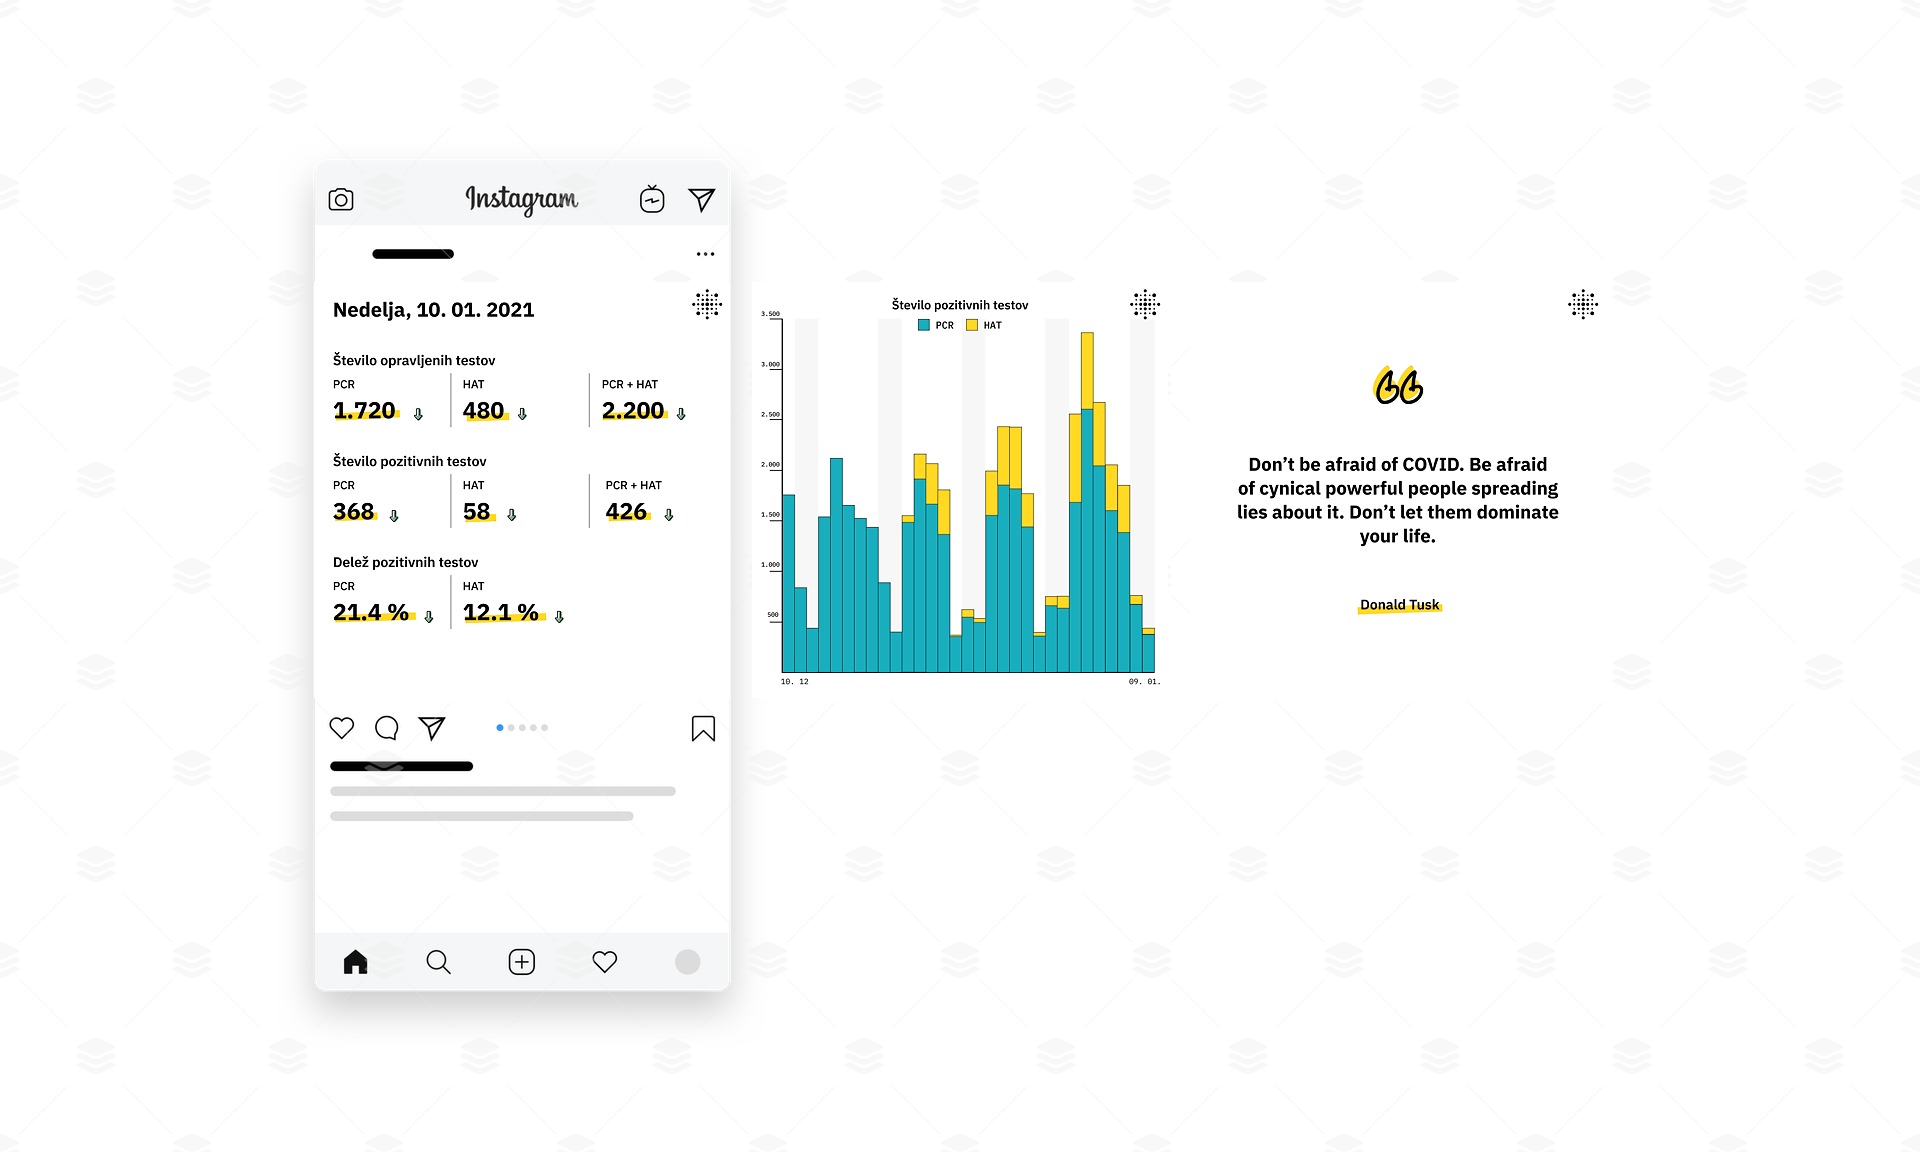 Instagram
Nedelja, 10. 01. 2021
Število opravljenih testov
PCR HAT PCR + HAT
1.720 480 2.200
Število pozitivnih testov
PCR HAT PCR + HAT
368 58 426
Delež pozitivnih testov
PCR HAT
21.4 % 12.1 %
Število pozitivnih testov
PCR HAT
3.500
3.000
2.500
2.000
1.500
1.000
500
10. 12 09. 01.
Don’t be afraid of COVID. Be afraid
of cynical powerful people spreading
lies about it. Don’t let them dominate
your life.
Donald Tusk